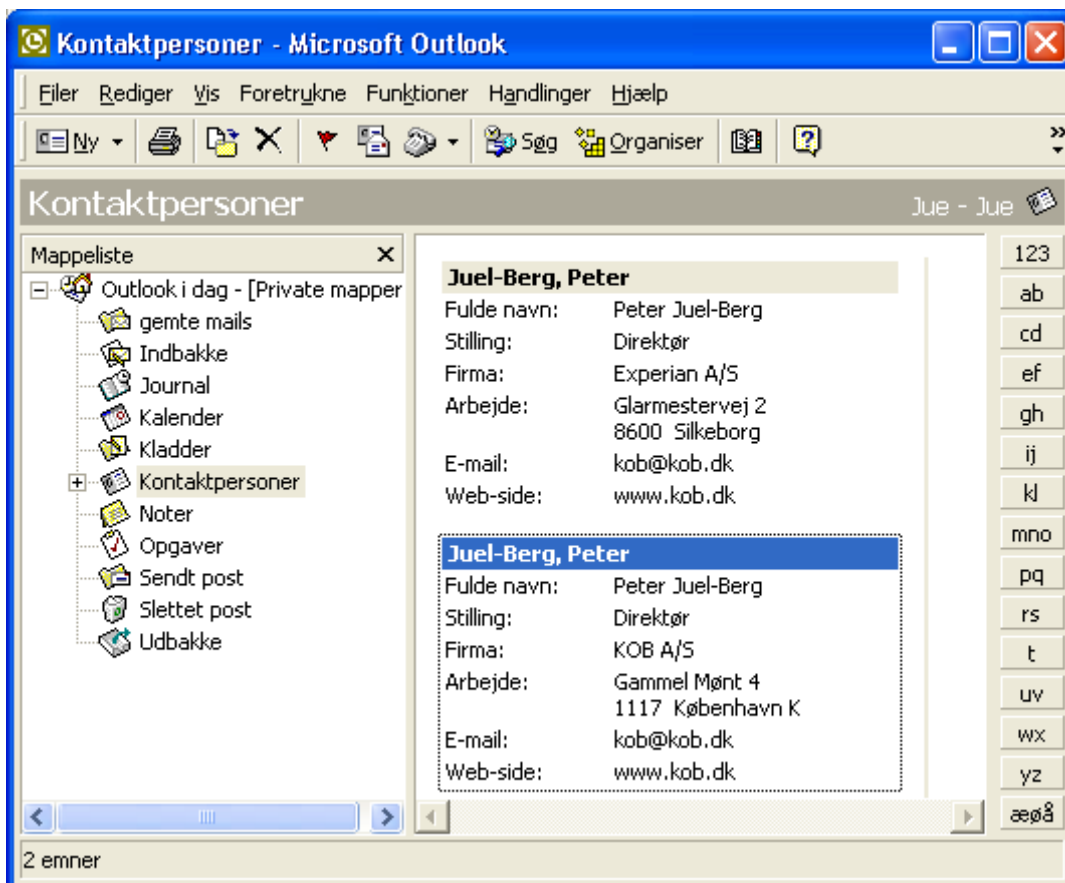 Kontaktpersoner - Microsoft Outlook
Filer Rediger Vis Foretrukne Funktioner Handlinger Hjælp
Ny Søg Organiser
Kontaktpersoner Jue - Jue
Mappeliste
Outlook i dag - [Private mapper
gemte mails
Indbakke
Journal
Kalender
Kladder
Kontaktpersoner
Noter
Opgaver
Sendt post
Slettet post
Udbakke
Juel-Berg, Peter
Fulde navn: Peter Juel-Berg
Stilling: Direktør
Firma: Experian A/S
Arbejde: Glarmestervej 2
8600 Silkeborg
E-mail: kob@kob.dk
Web-side: www.kob.dk
Juel-Berg, Peter
Fulde navn: Peter Juel-Berg
Stilling: Direktør
Firma: KOB A/S
Arbejde: Gammel Mønt 4
1117 København K
E-mail: kob@kob.dk
Web-side: www.kob.dk
123
ab
cd
ef
gh
ij
kl
mno
pq
rs
t
uv
wx
yz
æøå
2 emner